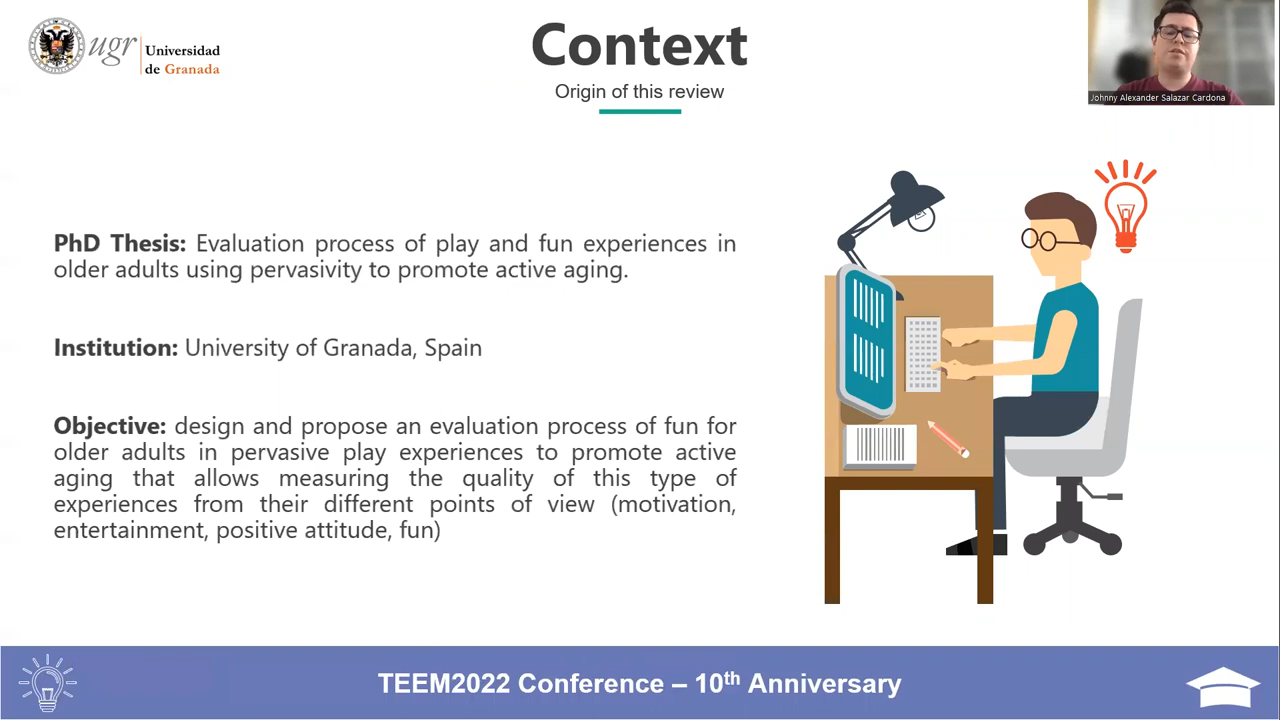 ugr
Universidad
de Granada
Context
Origin of this review
Johnny Alexander Salazar Cardona
PhD Thesis: Evaluation process of play and fun experiences in
older adults using pervasivity to promote active aging.
Institution: University of Granada, Spain
Objective: design and propose an evaluation process of fun for
older adults in pervasive play experiences to promote active
aging that allows measuring the quality of this type of
experiences from their different points of view (motivation,
entertainment, positive attitude, fun)
TEEM2022 Conference – 10th Anniversary